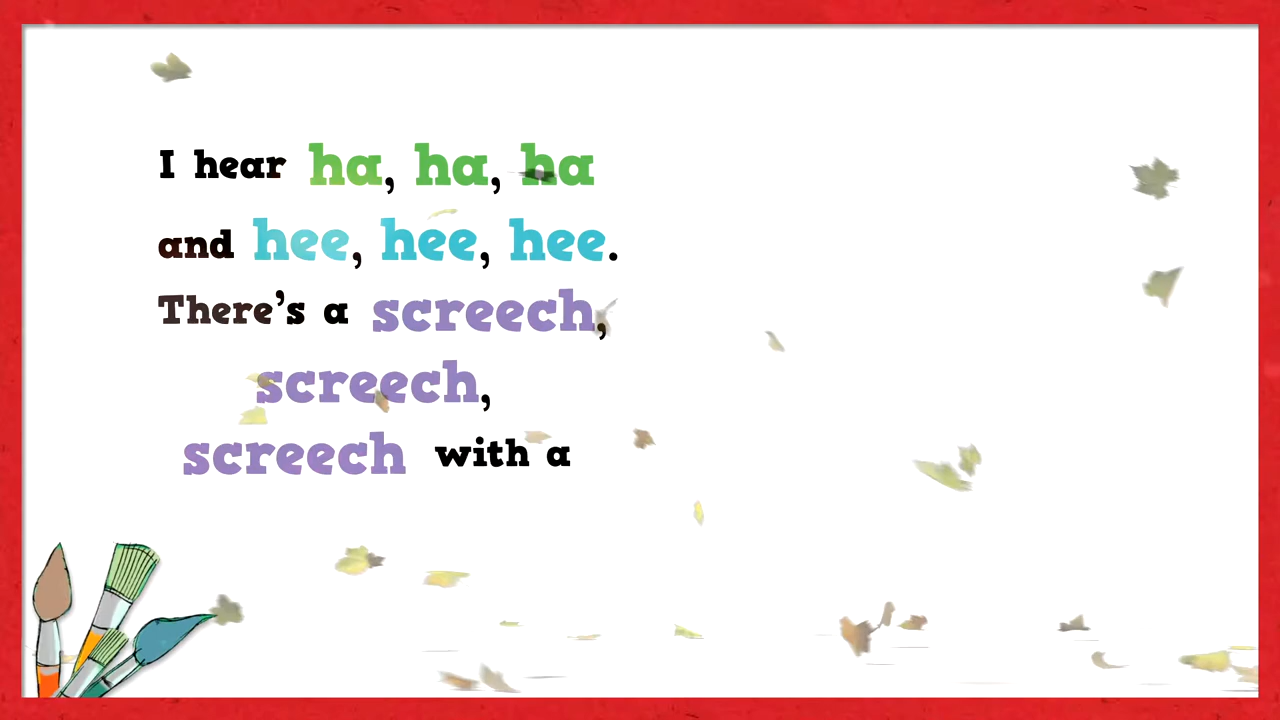 I hear ha, ha, ha
and hee, hee, hee.
There's a screech,
screech,
screech with a